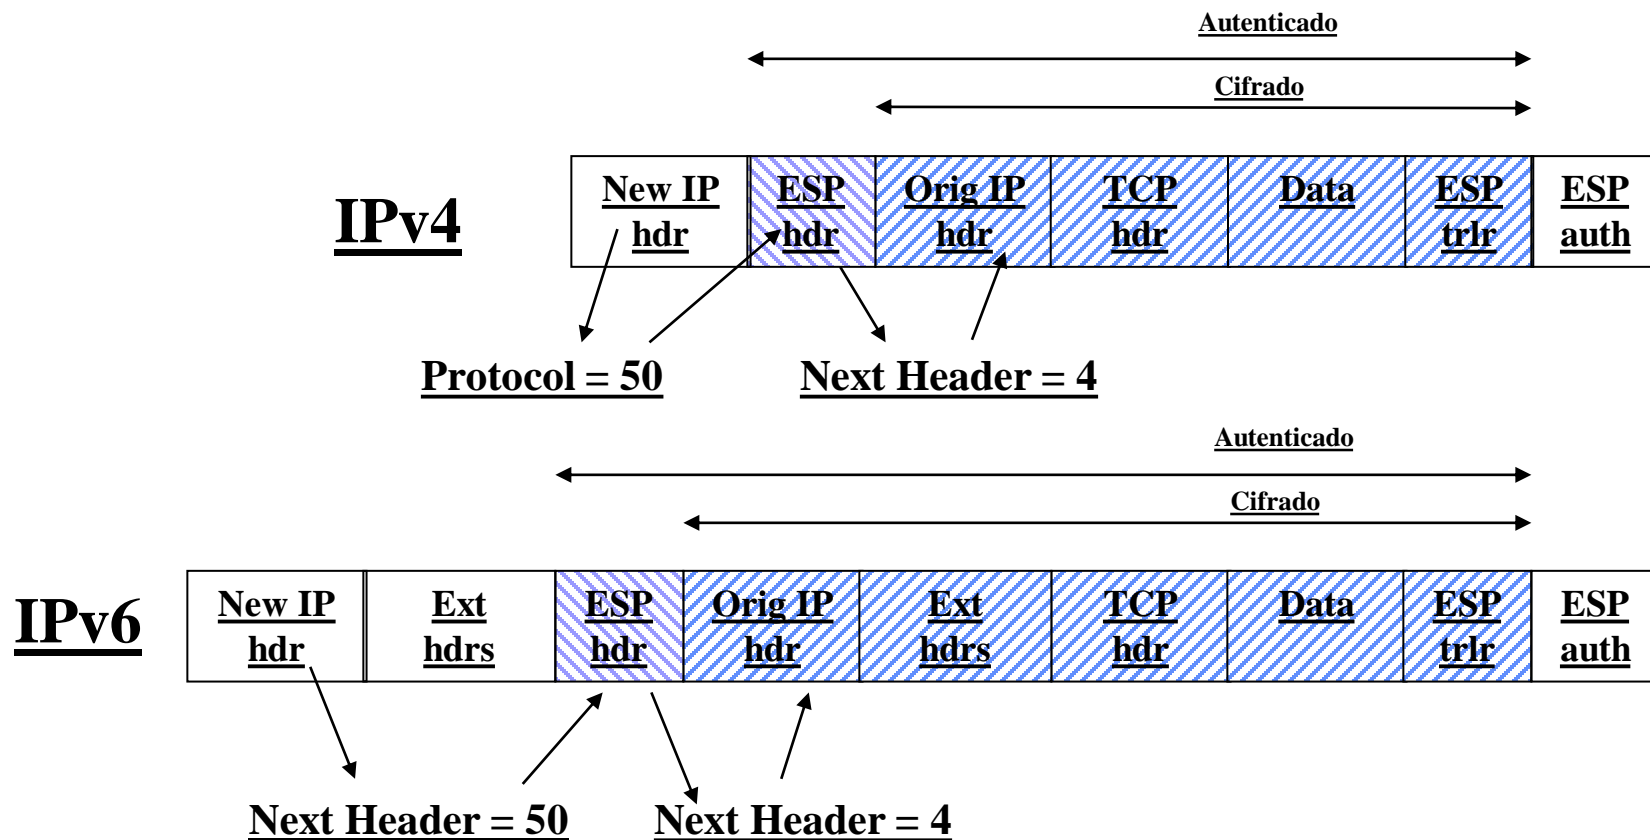 Autenticado
Cifrado
IPv4
New IP hdr
ESP hdr
Orig IP hdr
TCP hdr
Data
ESP trlr
ESP auth
Protocol = 50
Next Header = 4
Autenticado
Cifrado
IPv6
New IP hdr
Ext hdrs
ESP hdr
Orig IP hdr
Ext hdrs
TCP hdr
Data
ESP trlr
ESP auth
Next Header = 50
Next Header = 4